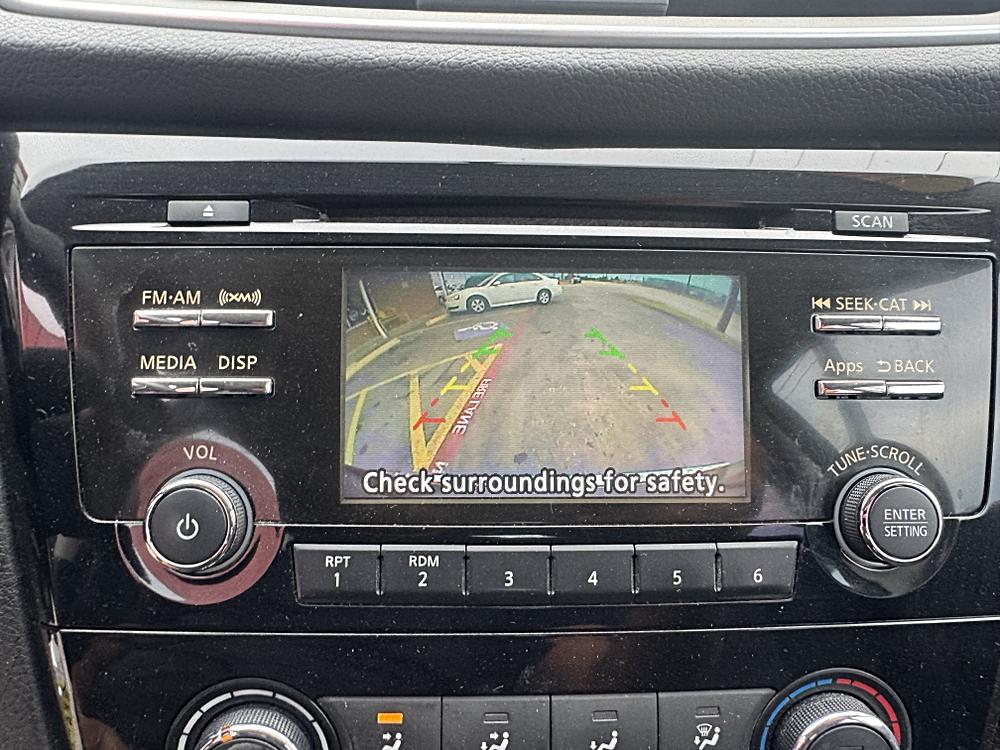 SCAN
FM·AM (((XM)))
SEEK·CAT
MEDIA DISP
Apps BACK
VOL
TUNE·SCROLL
FIRE LANE
Check surroundings for safety.
ENTER
SETTING
RPT RDM
1 2 3 4 5 6